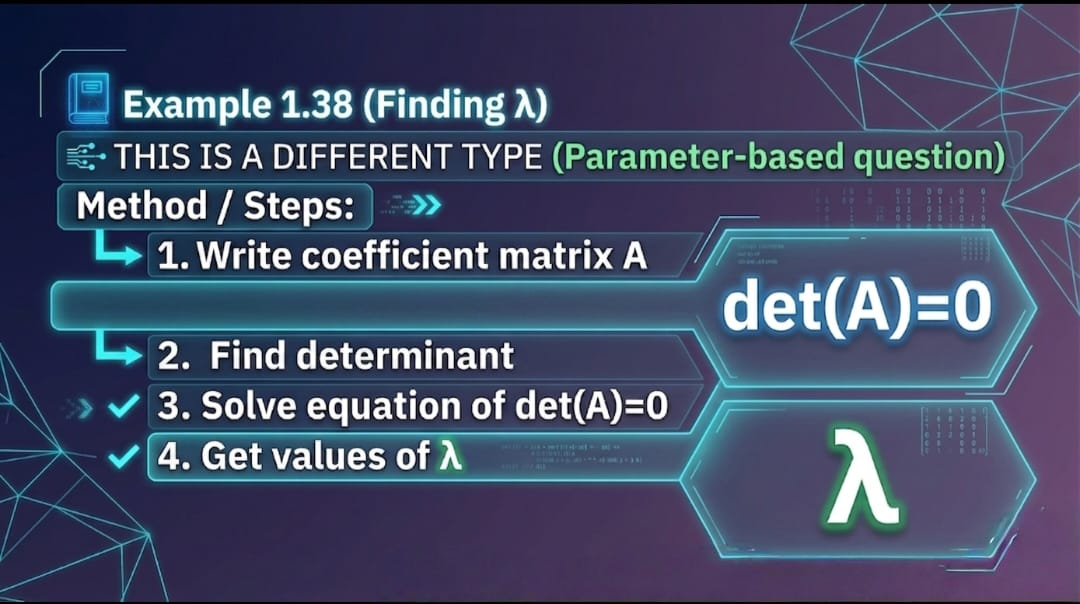 Example 1.38 (Finding λ)
THIS IS A DIFFERENT TYPE (Parameter-based question)
Method / Steps:
1. Write coefficient matrix A
det(A)=0
2. Find determinant
3. Solve equation of det(A)=0
4. Get values of λ
λ